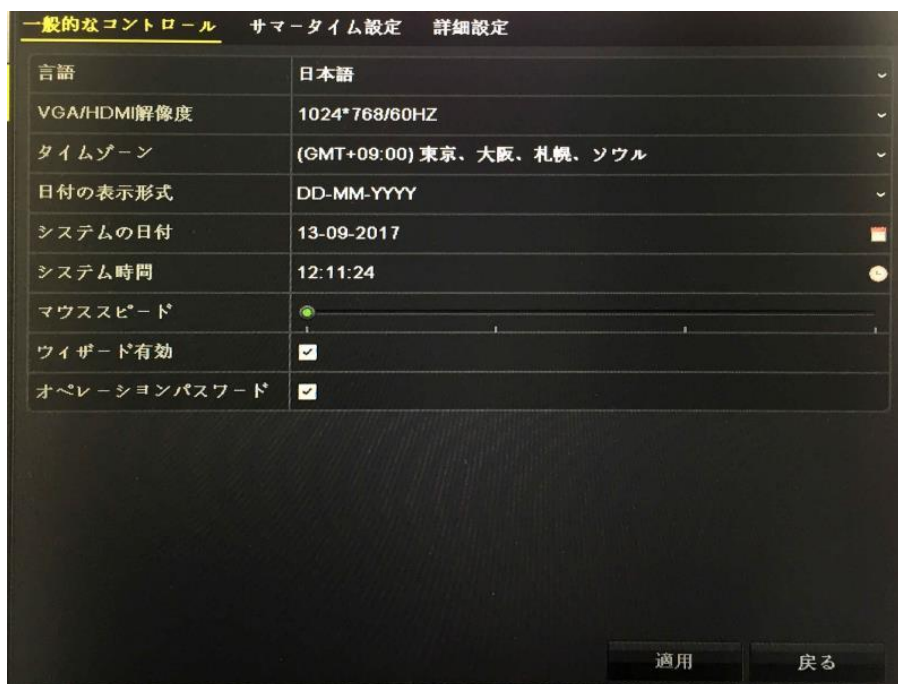 一般的なコントロール サマータイム設定 詳細設定
言語 日本語
VGA/HDMI解像度 1024*768/60HZ
タイムゾーン (GMT+09:00) 東京、大阪、札幌、ソウル
日付の表示形式 DD-MM-YYYY
システムの日付 13-09-2017
システム時間 12:11:24
マウススピード
ウィザード有効
オペレーションパスワード
適用 戻る